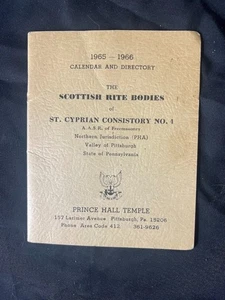 1965 — 1966
CALENDAR AND DIRECTORY
THE
SCOTTISH RITE BODIES
of
ST. CYPRIAN CONSISTORY NO. 4
A. A. S. R. of Freemasonry
Northern Jurisdiction (PHA)
Valley of Pittsburgh
State of Pennsylvania
PRINCE HALL TEMPLE
157 Larimer Avenue Pittsburgh, Pa. 15206
Phone Area Code 412 361-9626